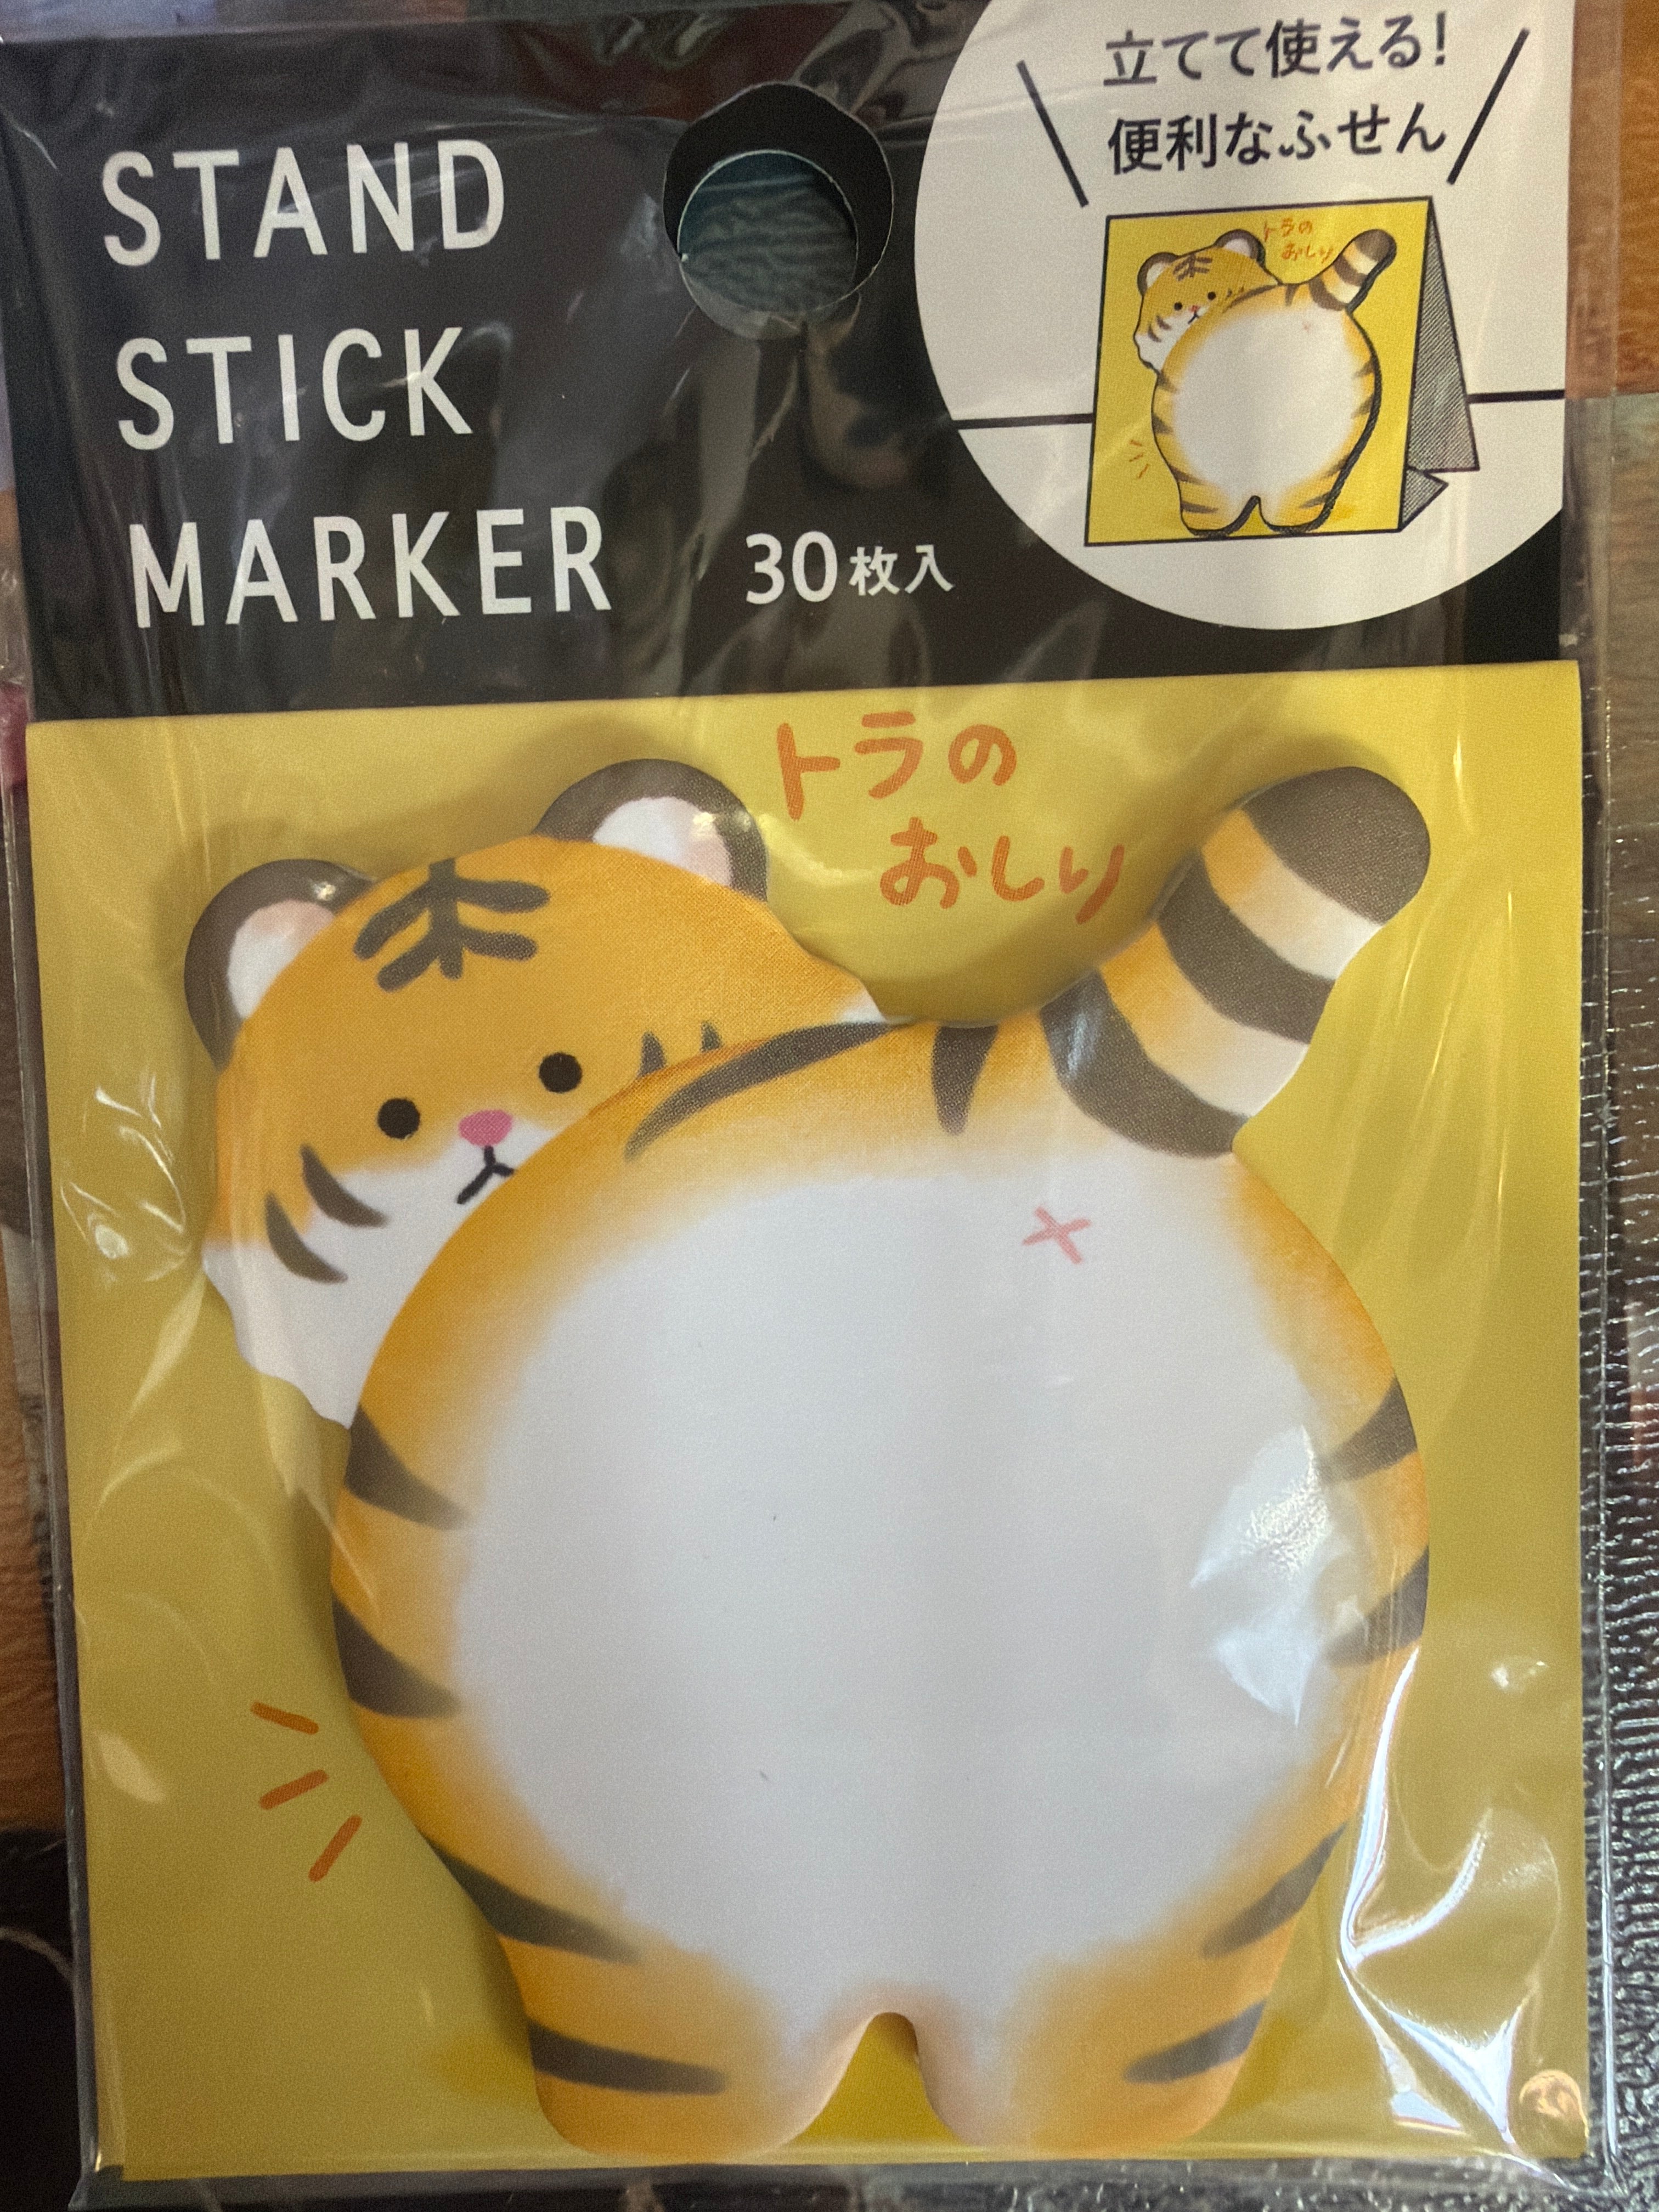 STAND
STICK
MARKER
30枚入
立てて使える!
便利なふせん
トラの
おしり
トラの
おしり